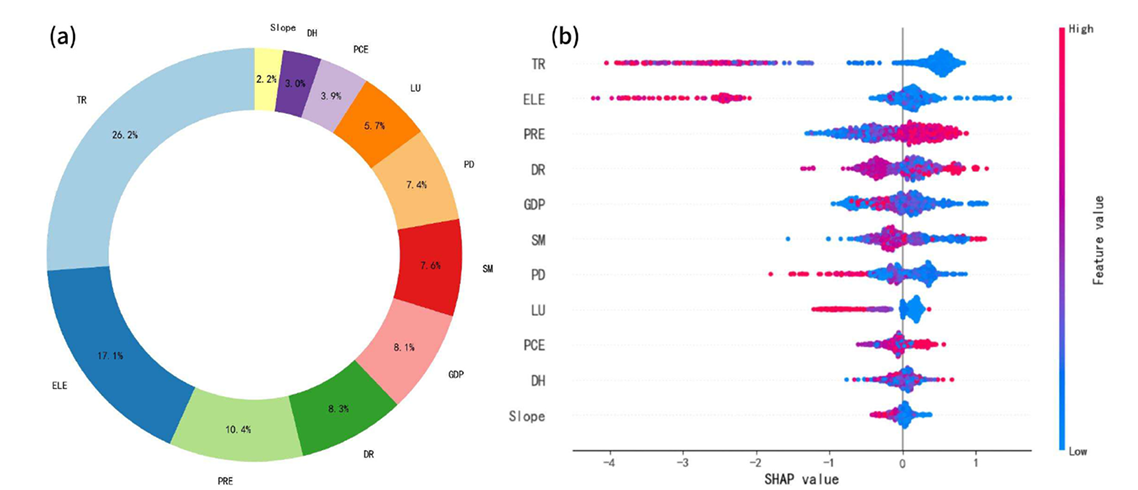 (a)
Slope
DH
PCE
LU
PD
SM
GDP
DR
PRE
ELE
TR
2.2%
3.0%
3.9%
5.7%
7.4%
7.6%
8.1%
8.3%
10.4%
17.1%
26.2%
(b)
TR
ELE
PRE
DR
GDP
SM
PD
LU
PCE
DH
Slope
-4
-3
-2
-1
0
1
SHAP value
High
Feature value
Low